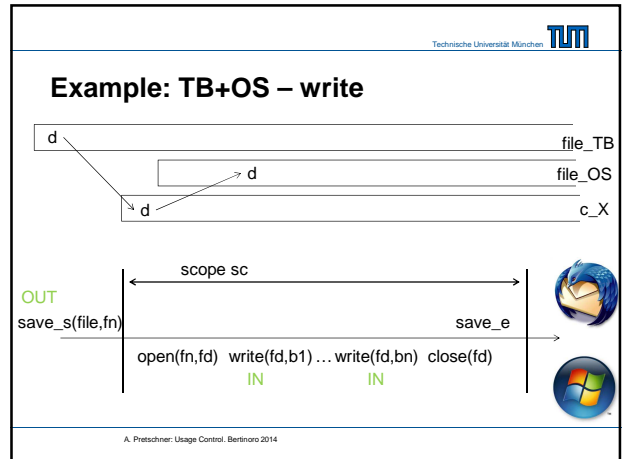 Technische Universität München TUM
Example: TB+OS – write
d file_TB
d file_OS
d c_X
scope sc
OUT
save_s(file,fn) save_e
open(fn,fd) write(fd,b1) … write(fd,bn) close(fd)
IN IN
A. Pretschner: Usage Control. Bertinoro 2014